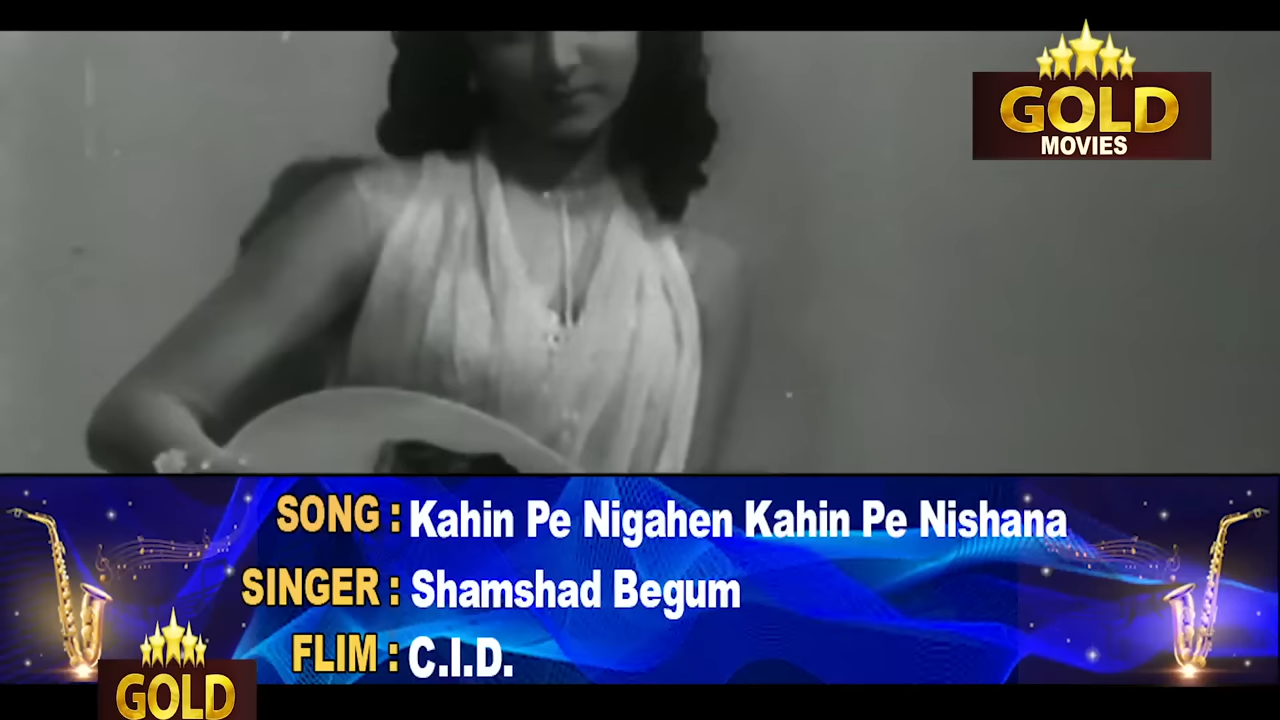 GOLD
MOVIES
SONG : Kahin Pe Nigahen Kahin Pe Nishana
SINGER : Shamshad Begum
FLIM : C.I.D.
GOLD